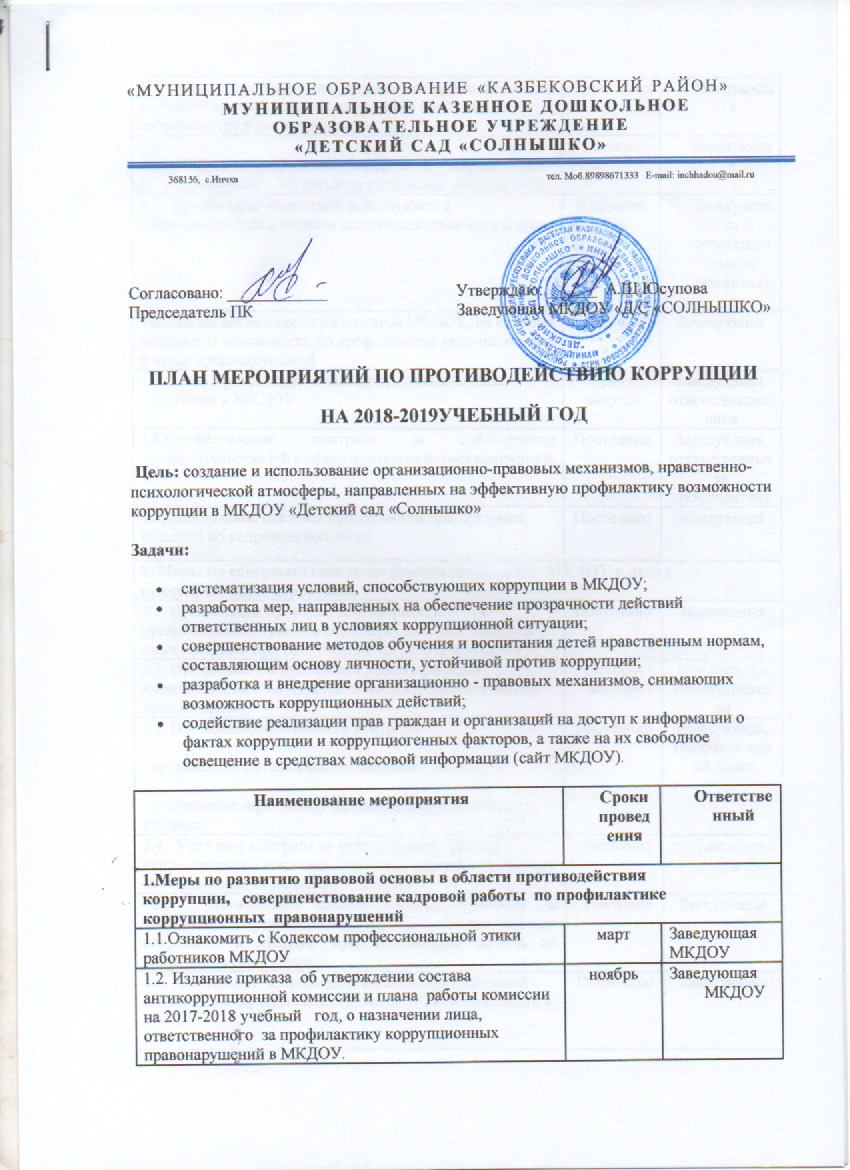 «МУНИЦИПАЛЬНОЕ ОБРАЗОВАНИЕ «КАЗБЕКОВСКИЙ РАЙОН»
МУНИЦИПАЛЬНОЕ КАЗЕННОЕ ДОШКОЛЬНОЕ
ОБРАЗОВАТЕЛЬНОЕ УЧРЕЖДЕНИЕ
«ДЕТСКИЙ САД «СОЛНЫШКО»
368156, с.Инчха тел. Моб.89898671333 E-mail: inchhadou@mail.ru
Согласовано: ____________ Утверждаю: А.Ш.Юсупова
Председатель ПК Заведующая МКДОУ «Д/С «СОЛНЫШКО»
ПЛАН МЕРОПРИЯТИЙ ПО ПРОТИВОДЕЙСТВИЮ КОРРУПЦИИ
НА 2018-2019УЧЕБНЫЙ ГОД
Цель: создание и использование организационно-правовых механизмов, нравственно-
психологической атмосферы, направленных на эффективную профилактику возможности
коррупции в МКДОУ «Детский сад «Солнышко»
Задачи:
• систематизация условий, способствующих коррупции в МКДОУ;
• разработка мер, направленных на обеспечение прозрачности действий
ответственных лиц в условиях коррупционной ситуации;
• совершенствование методов обучения и воспитания детей нравственным нормам,
составляющим основу личности, устойчивой против коррупции;
• разработка и внедрение организационно - правовых механизмов, снимающих
возможность коррупционных действий;
• содействие реализации прав граждан и организаций на доступ к информации о
фактах коррупции и коррупциогенных факторов, а также на их свободное
освещение в средствах массовой информации (сайт МКДОУ).
Наименование мероприятия Сроки Ответстве
провед нный
ения
1.Меры по развитию правовой основы в области противодействия
коррупции, совершенствование кадровой работы по профилактике
коррупционных правонарушений
1.1.Ознакомить с Кодексом профессиональной этики март Заведующая
работников МКДОУ МКДОУ
1.2. Издание приказа об утверждении состава ноябрь Заведующая
антикоррупционной комиссии и плана работы комиссии МКДОУ
на 2017-2018 учебный год, о назначении лица,
ответственного за профилактику коррупционных
правонарушений в МКДОУ.